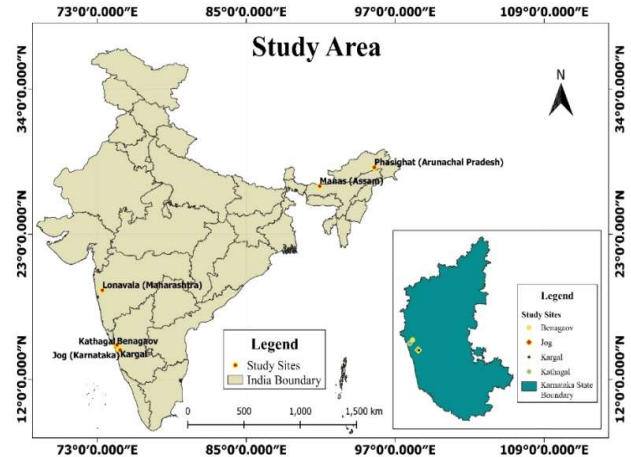 73°0'0.000"N 85°0'0.000"N 97°0'0.000"N 109°0'0.000"N
Study Area
34°0'0.000"N
34°0'0.000"N
N
Phasighat (Arunachal Pradesh)
Manas (Assam)
23°0'0.000"N
23°0'0.000"N
Lonavala (Maharashtra)
Kathagal Benagaov
Jog (Karnataka) Kargal
Legend
Study Sites
India Boundary
0 500 1,000 1,500 km
Legend
Study Sites
Benagaov
Jog
Kargal
Kathagal
Karnataka State
Boundary
12°0'0.000"N
12°0'0.000"N
73°0'0.000"N 85°0'0.000"N 97°0'0.000"N 109°0'0.000"N